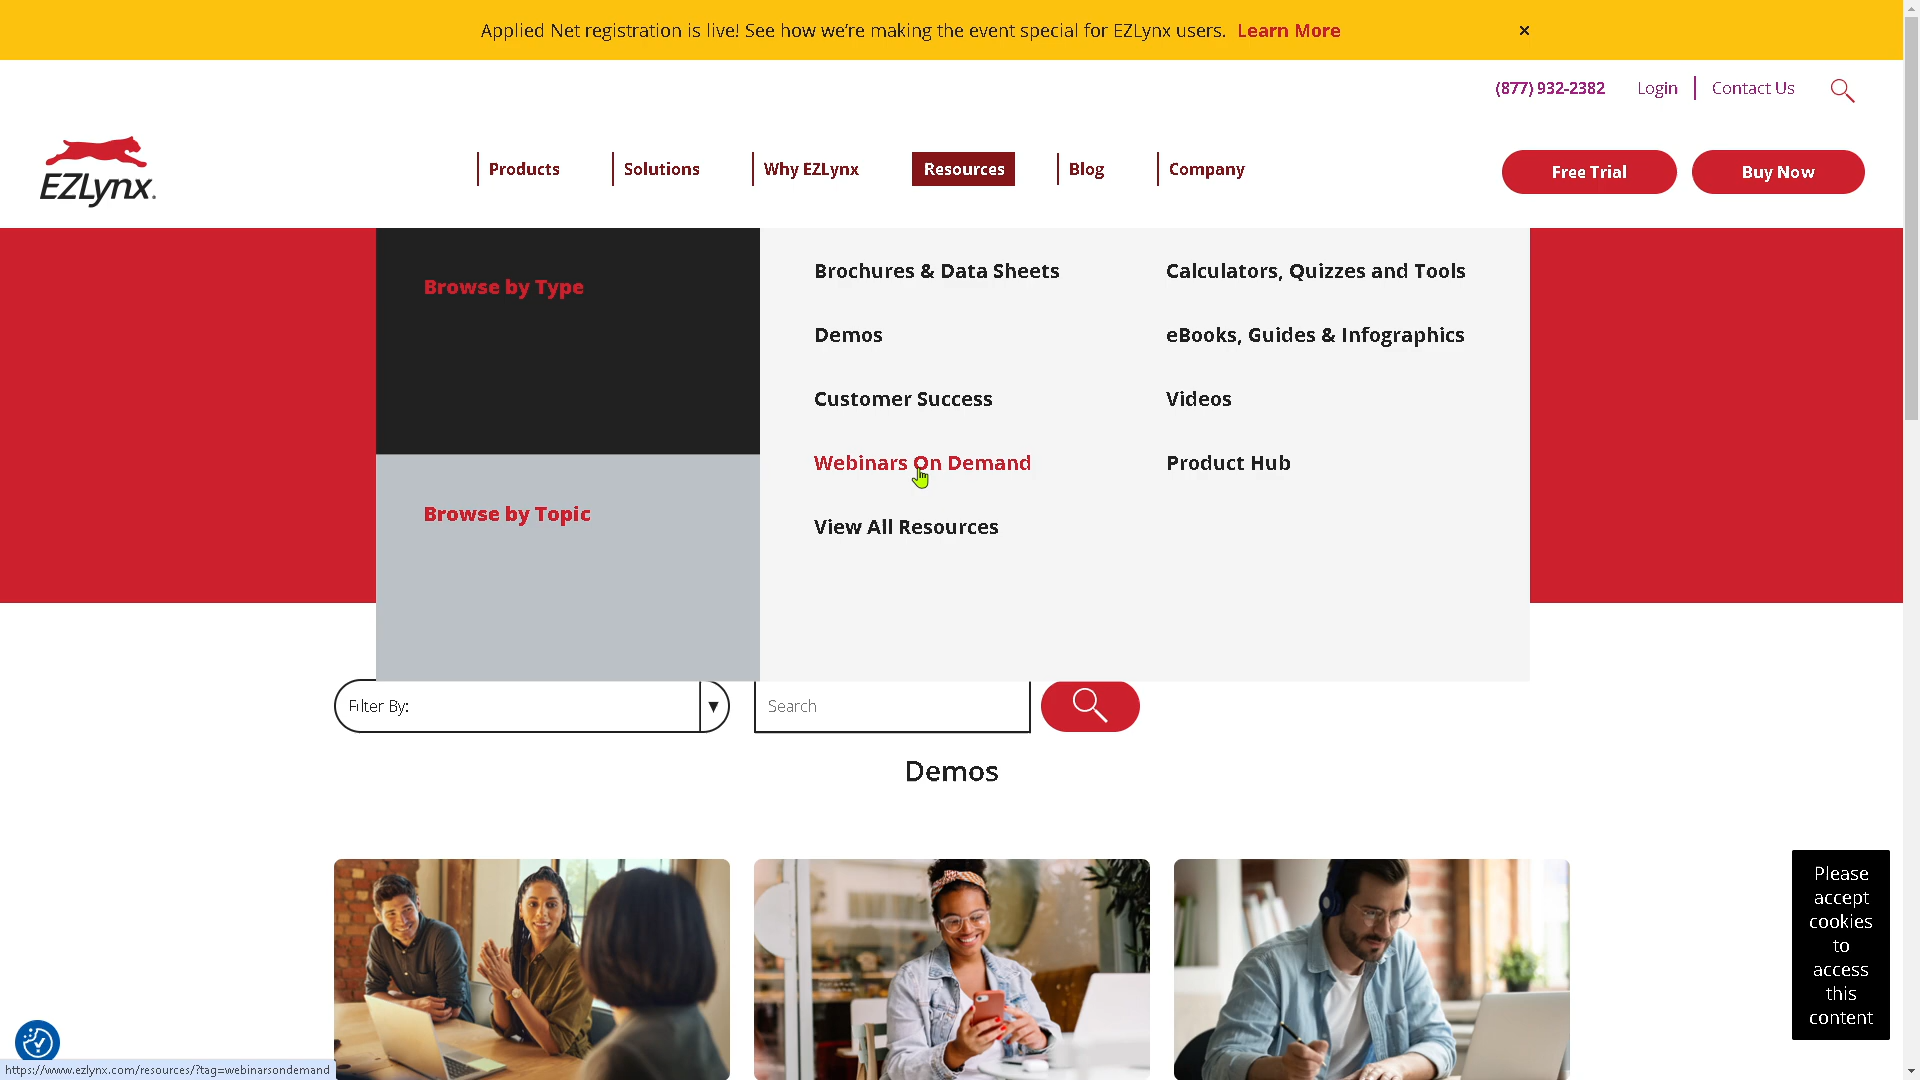 Applied Net registration is live! See how we're making the event special for EZLynx users. Learn More ×
(877) 932-2382 Login Contact Us
EZLynx.
Products Solutions Why EZLynx Resources Blog Company
Free Trial Buy Now
Browse by Type
Browse by Topic
Brochures & Data Sheets
Demos
Customer Success
Webinars On Demand
View All Resources
Calculators, Quizzes and Tools
eBooks, Guides & Infographics
Videos
Product Hub
Filter By: ▼
Search
Demos
Please
accept
cookies
to
access
this
content
https://www.ezlynx.com/resources/?tag=webinarsondemand